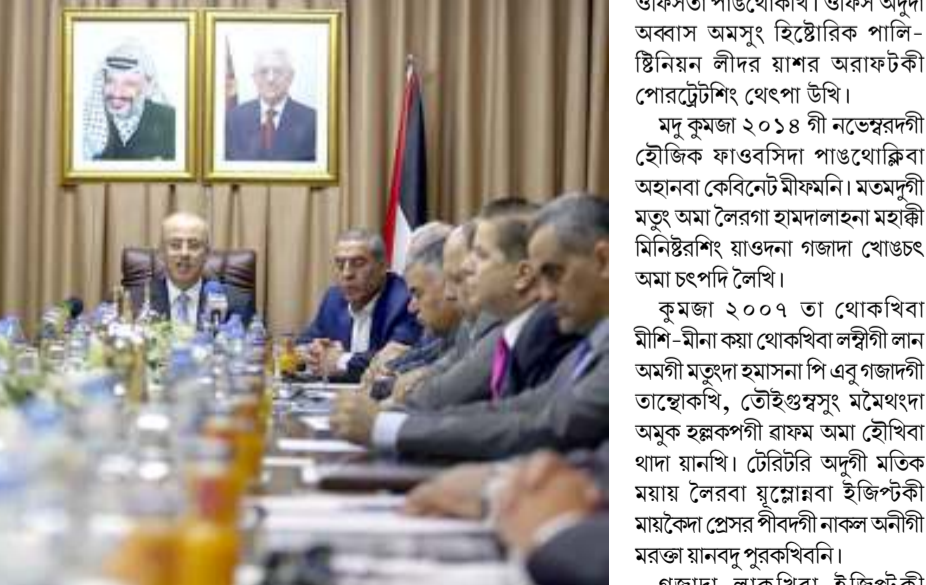 অব্বাস অমসুং হিষ্টোরিক পালি-
ষ্টিনিয়ন লীদর য়াশর অরাফটকী
পোরট্রেটশিং থেৎপা উখি।
মদু কুমজা ২০১৪ গী নভেম্বরদগী
হৌজিক ফাওবসিদা পাঙথোক্লিবা
অহানবা কেবিনেট মীফমনি। মতমদুগী
মতুং অমা লৈরগা হামদালাহনা মহাক্কী
মিনিষ্টরশিং য়াওদনা গজাদা খোঙচৎ
অমা চৎপদি লৈখি।
কুমজা ২০০৭ তা থোকখিবা
মীশি-মীনা কয়া থোকখিবা লম্বীগী লান
অমগী মতুংদা হমাসনা পি এবু গজাদগী
তান্থোকখি, তৌইগুম্বসুং মমৈথংদা
অমুক হল্লকপগী ৱাফম অমা হৌখিবা
থাদা য়ানখি। টেরিটরি অদুগী মতিক
ময়ায় লৈরবা য়ূম্লোন্নবা ইজিপ্টকী
মায়কৈদা প্রেসর পীবদগী নাকল অনীগী
মরক্তা য়ানবদু পুরকখিবনি।